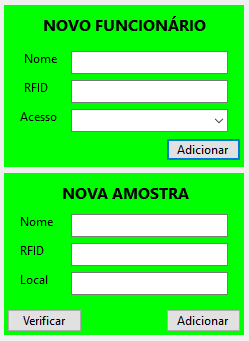 NOVO FUNCIONÁRIO
Nome
RFID
Acesso
Adicionar
NOVA AMOSTRA
Nome
RFID
Local
Verificar Adicionar